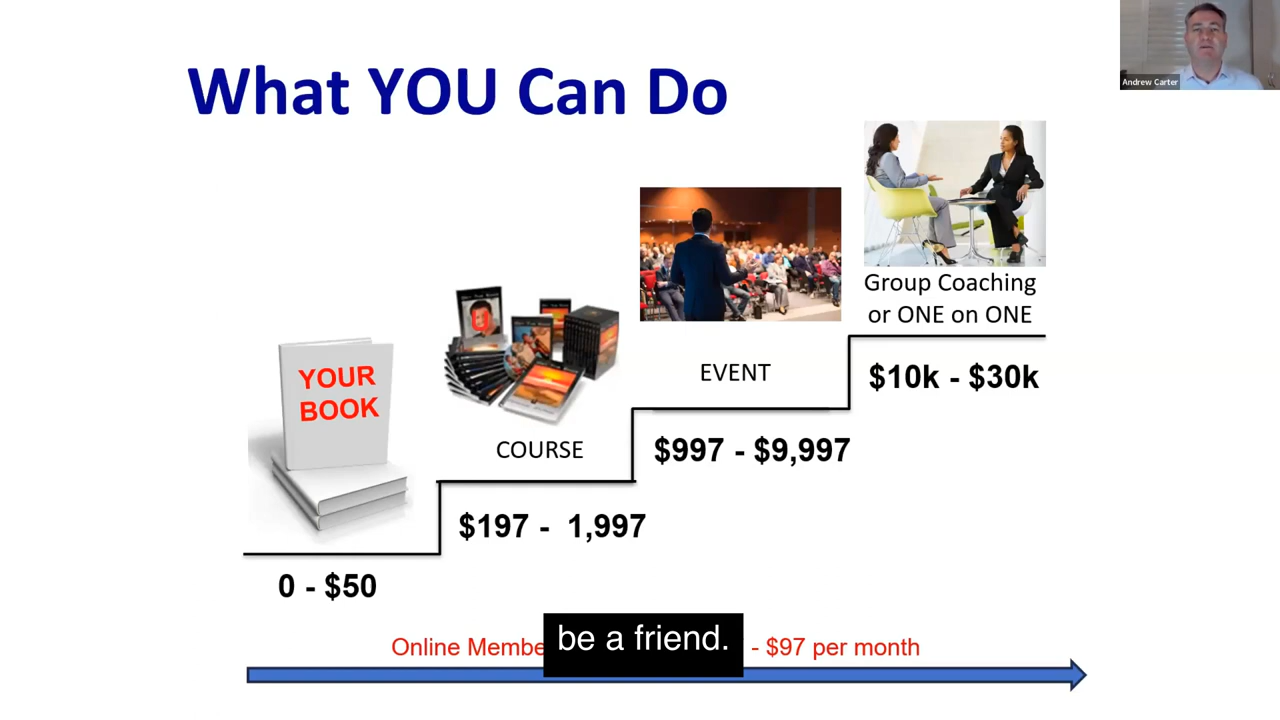 What YOU Can Do
Andrew Carter
Group Coaching
or ONE on ONE
$10k - $30k
EVENT
$997 - $9,997
YOUR
BOOK
COURSE
$197 -  1,997
0 - $50
Online Membe
- $97 per month
be a friend.